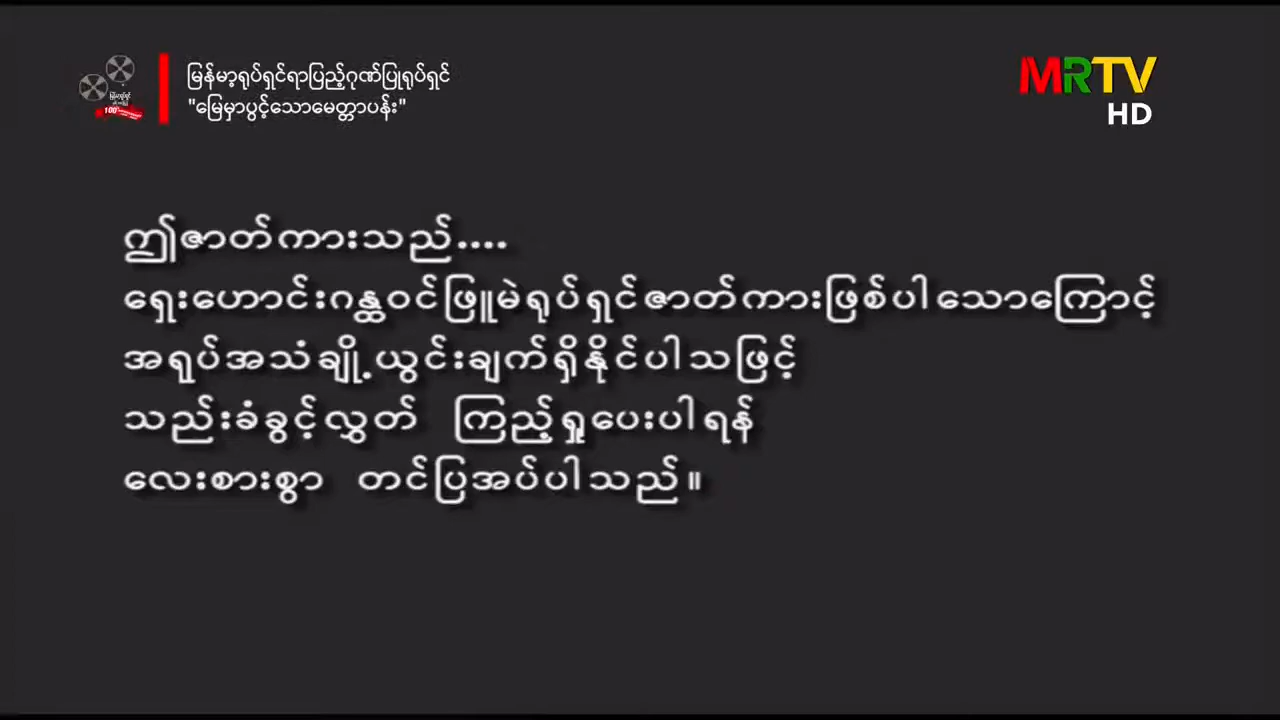 မြန်မာ့ရုပ်ရှင်ရာပြည့်ဂုဏ်ပြုရုပ်ရှင်
"မြေမှာပွင့်သောမေတ္တာပန်း"
MRTV
HD
100
ဤဇာတ်ကားသည်....
ရှေးဟောင်းဂန္ထဝင်ဖြူမဲရုပ်ရှင်ဇာတ်ကားဖြစ်ပါသောကြောင့်
အရုပ်အသံချို့ယွင်းချက်ရှိနိုင်ပါသဖြင့်
သည်းခံခွင့်လွှတ် ကြည့်ရှုပေးပါရန်
လေးစားစွာ တင်ပြအပ်ပါသည်။